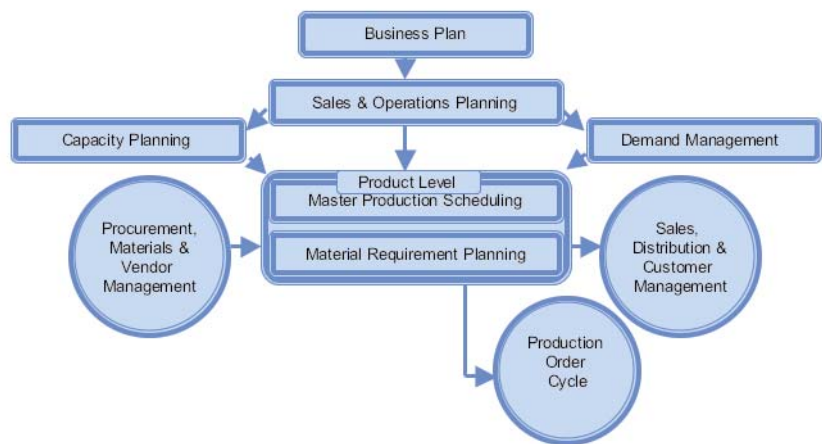 Business Plan
Sales & Operations Planning
Capacity Planning
Demand Management
Product Level
Master Production Scheduling
Material Requirement Planning
Procurement,
Materials &
Vendor
Management
Sales,
Distribution &
Customer
Management
Production
Order
Cycle